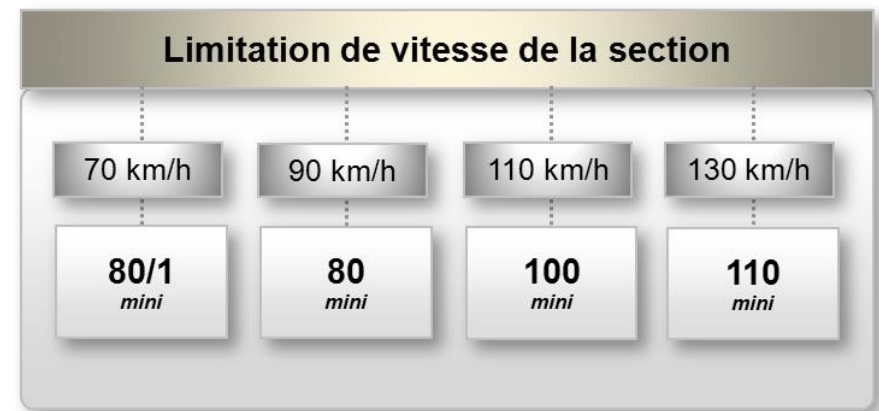 Limitation de vitesse de la section
70 km/h
90 km/h
110 km/h
130 km/h
80/1
mini
80
mini
100
mini
110
mini